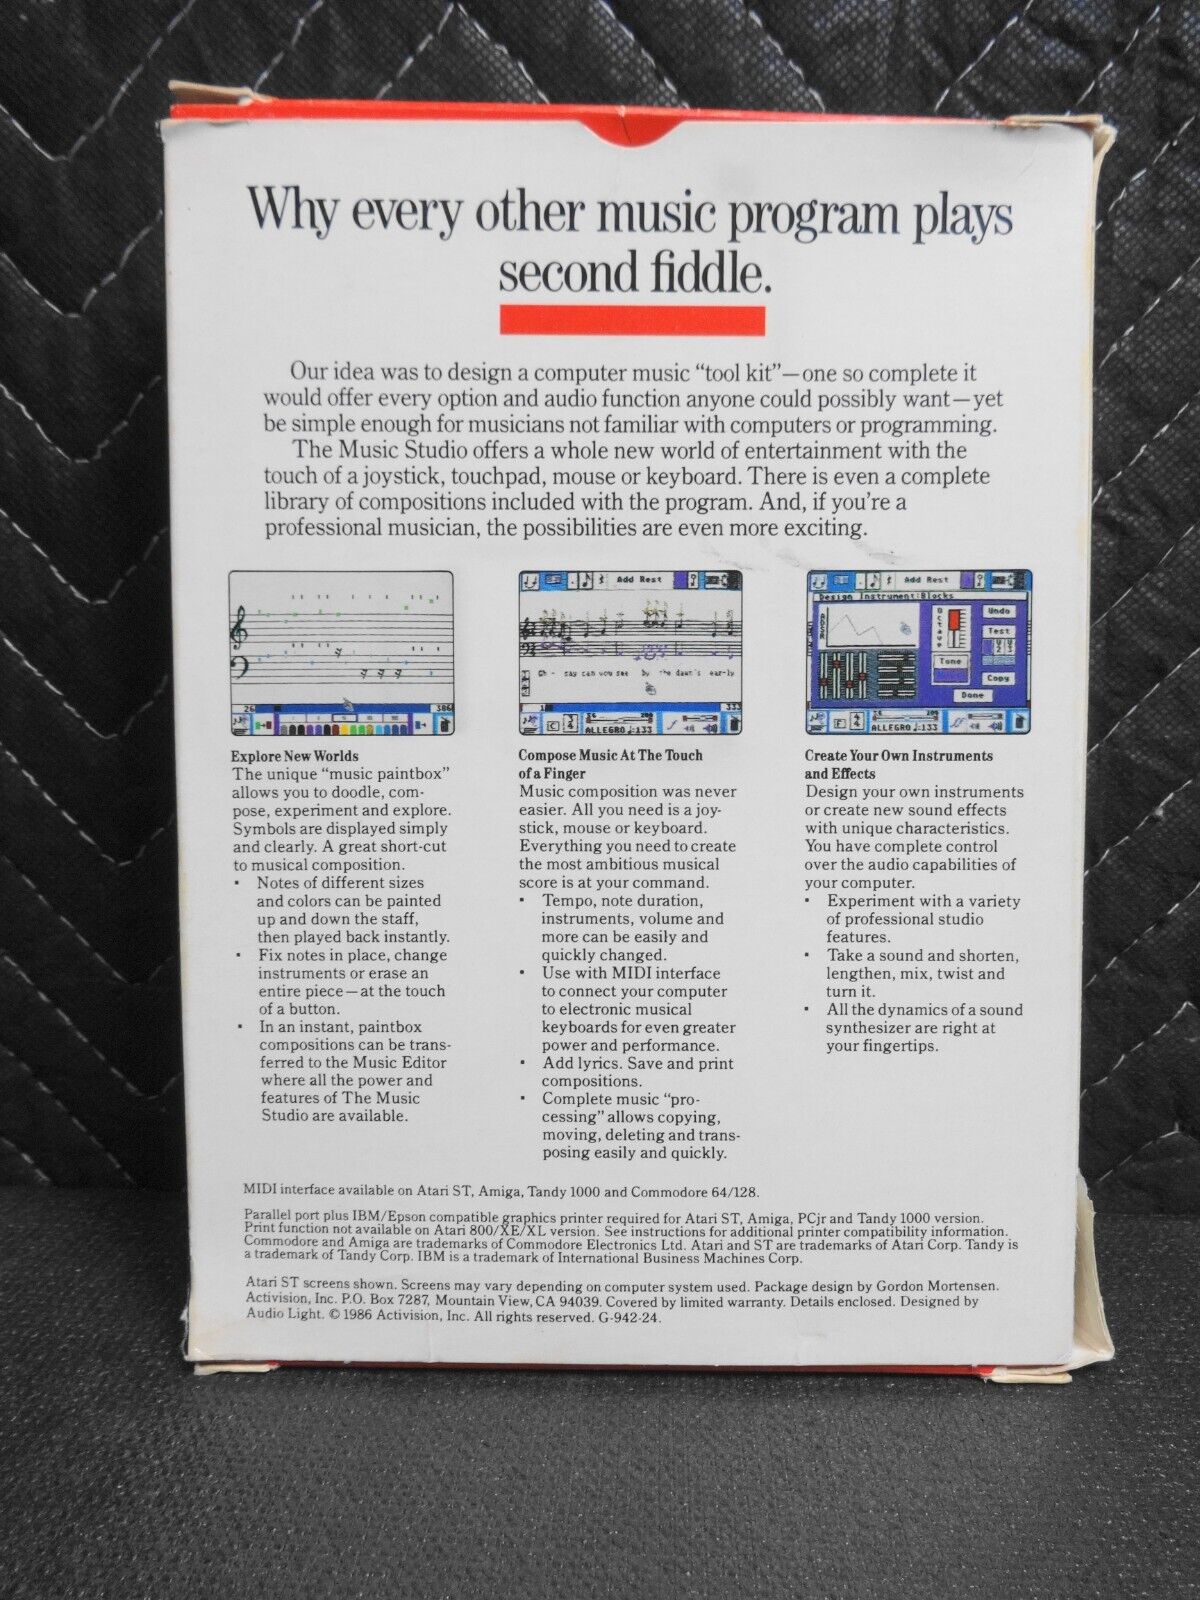 Why every other music program plays
second fiddle.
Our idea was to design a computer music “tool kit”—one so complete it
would offer every option and audio function anyone could possibly want—yet
be simple enough for musicians not familiar with computers or programming.
The Music Studio offers a whole new world of entertainment with the
touch of a joystick, touchpad, mouse or keyboard. There is even a complete
library of compositions included with the program. And, if you’re a
professional musician, the possibilities are even more exciting.
26 386
Explore New Worlds
The unique “music paintbox”
allows you to doodle, com-
pose, experiment and explore.
Symbols are displayed simply
and clearly. A great short-cut
to musical composition.
▪ Notes of different sizes
and colors can be painted
up and down the staff,
then played back instantly.
▪ Fix notes in place, change
instruments or erase an
entire piece—at the touch
of a button.
▪ In an instant, paintbox
compositions can be trans-
ferred to the Music Editor
where all the power and
features of The Music
Studio are available.
Add Rest
Oh - say can you see by the dawn's early
1 333
ALLEGRO ♩:133
Compose Music At The Touch
of a Finger
Music composition was never
easier. All you need is a joy-
stick, mouse or keyboard.
Everything you need to create
the most ambitious musical
score is at your command.
▪ Tempo, note duration,
instruments, volume and
more can be easily and
quickly changed.
▪ Use with MIDI interface
to connect your computer
to electronic musical
keyboards for even greater
power and performance.
▪ Add lyrics. Save and print
compositions.
▪ Complete music “pro-
cessing” allows copying,
moving, deleting and trans-
posing easily and quickly.
Add Rest
Design Instrument:Blocks
ADSR
Octave
Undo
Test
Tone
Copy
Done
ALLEGRO ♩:133
Create Your Own Instruments
and Effects
Design your own instruments
or create new sound effects
with unique characteristics.
You have complete control
over the audio capabilities of
your computer.
▪ Experiment with a variety
of professional studio
features.
▪ Take a sound and shorten,
lengthen, mix, twist and
turn it.
▪ All the dynamics of a sound
synthesizer are right at
your fingertips.
MIDI interface available on Atari ST, Amiga, Tandy 1000 and Commodore 64/128.
Parallel port plus IBM/Epson compatible graphics printer required for Atari ST, Amiga, PCjr and Tandy 1000 version.
Print function not available on Atari 800/XE/XL version. See instructions for additional printer compatibility information.
Commodore and Amiga are trademarks of Commodore Electronics Ltd. Atari and ST are trademarks of Atari Corp. Tandy is
a trademark of Tandy Corp. IBM is a trademark of International Business Machines Corp.
Atari ST screens shown. Screens may vary depending on computer system used. Package design by Gordon Mortensen.
Activision, Inc. P.O. Box 7287, Mountain View, CA 94039. Covered by limited warranty. Details enclosed. Designed by
Audio Light. © 1986 Activision, Inc. All rights reserved. G-942-24.